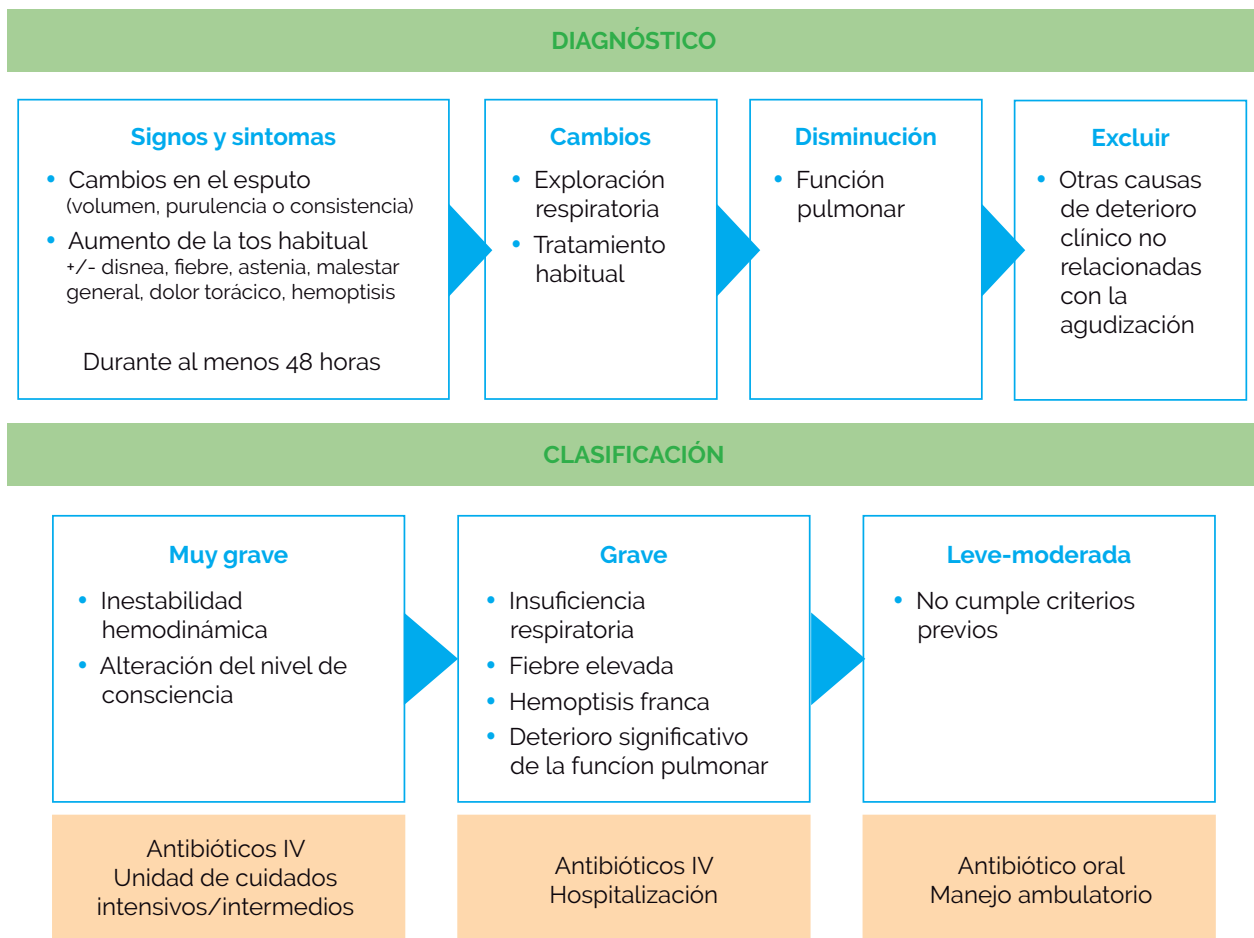 DIAGNÓSTICO
Signos y sintomas
• Cambios en el esputo
(volumen, purulencia o consistencia)
• Aumento de la tos habitual
+/- disnea, fiebre, astenia, malestar
general, dolor torácico, hemoptisis
Durante al menos 48 horas
Cambios
• Exploración
respiratoria
• Tratamiento
habitual
Disminución
• Función
pulmonar
Excluir
• Otras causas
de deterioro
clínico no
relacionadas
con la
agudización
CLASIFICACIÓN
Muy grave
• Inestabilidad
hemodinámica
• Alteración del nivel de
consciencia
Antibióticos IV
Unidad de cuidados
intensivos/intermedios
Grave
• Insuficiencia
respiratoria
• Fiebre elevada
• Hemoptisis franca
• Deterioro significativo
de la funcíon pulmonar
Antibióticos IV
Hospitalización
Leve-moderada
• No cumple criterios
previos
Antibiótico oral
Manejo ambulatorio